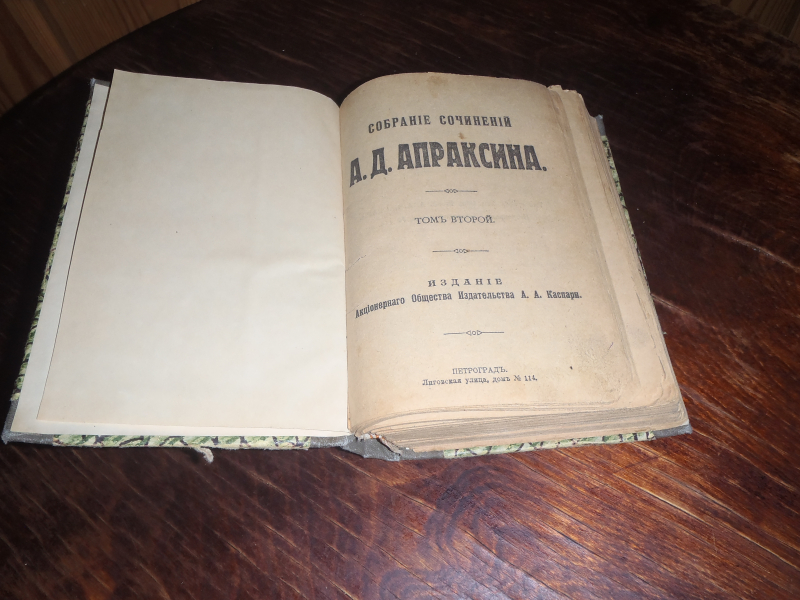 СОБРАНІЕ СОЧИНЕНІЙ
А. Д. АПРАКСИНА.
ТОМЪ ВТОРОЙ.
ИЗДАНІЕ
Акціонернаго Общества Издательства А. А. Каспари.
ПЕТРОГРАДЪ.
Лиговская улица, домъ № 114.